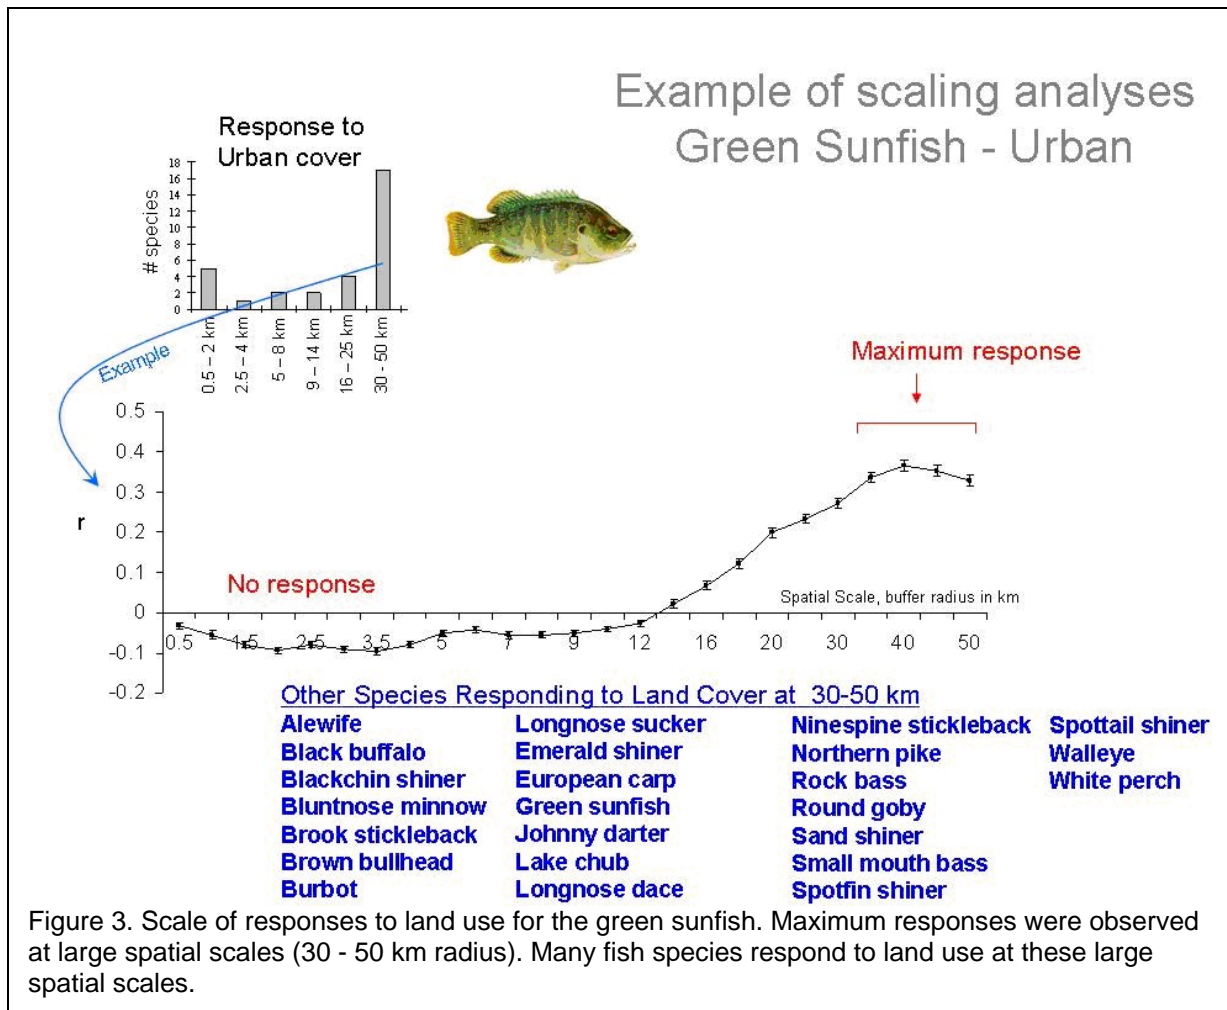 Example of scaling analyses
Green Sunfish - Urban
Response to
Urban cover
# species
18
16
14
12
10
8
6
4
2
0
0.5 – 2 km
2.5 – 4 km
5 – 8 km
9 – 14 km
16 – 25 km
30 - 50 km
Example
Maximum response
0.5
0.4
0.3
0.2
0.1
0
-0.1
-0.2
r
No response
Spatial Scale, buffer radius in km
0.5 1.5 2.5 3.5 5 7 9 12 16 20 30 40 50
Other Species Responding to Land Cover at 30-50 km
Alewife
Black buffalo
Blackchin shiner
Bluntnose minnow
Brook stickleback
Brown bullhead
Burbot
Longnose sucker
Emerald shiner
European carp
Green sunfish
Johnny darter
Lake chub
Longnose dace
Ninespine stickleback
Northern pike
Rock bass
Round goby
Sand shiner
Small mouth bass
Spotfin shiner
Spottail shiner
Walleye
White perch
Figure 3. Scale of responses to land use for the green sunfish. Maximum responses were observed
at large spatial scales (30 - 50 km radius). Many fish species respond to land use at these large
spatial scales.